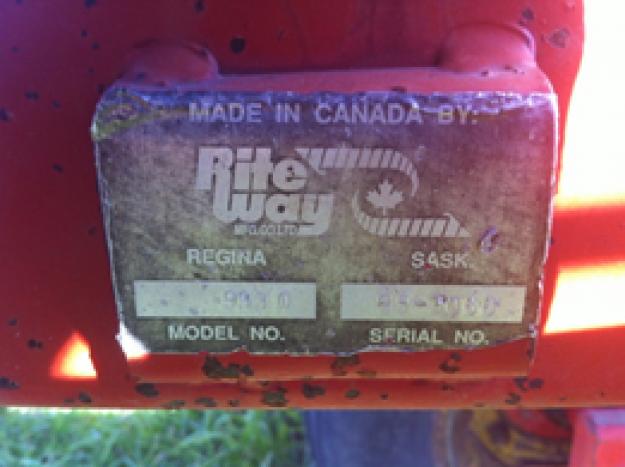 MADE IN CANADA BY:
Rite
Way
MFG. CO. LTD.
REGINA SASK.
MODEL NO. SERIAL NO.